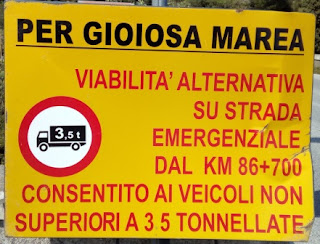 PER GIOIOSA MAREA
VIABILITA' ALTERNATIVA
SU STRADA
EMERGENZIALE
3,5 t
DAL KM 86+700
CONSENTITO AI VEICOLI NON
SUPERIORI A 3 5 TONNELLATE